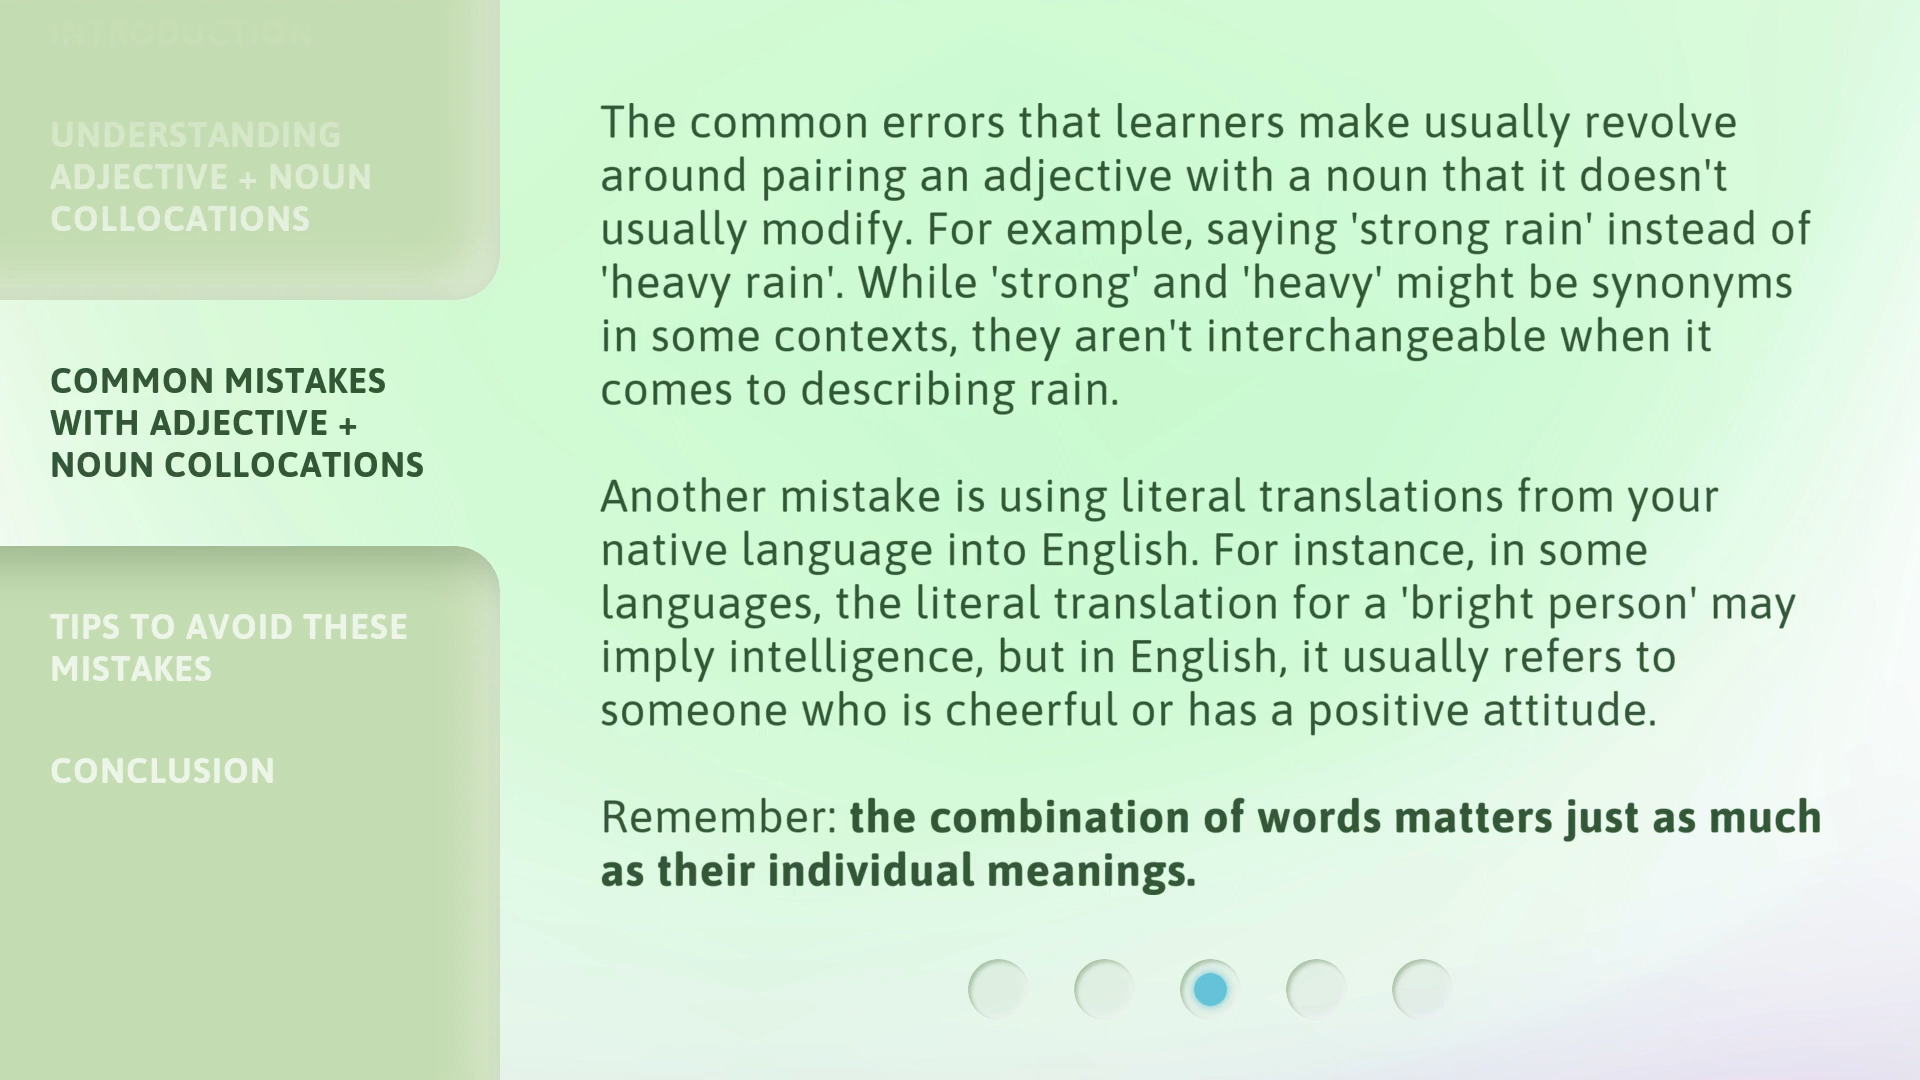 INTRODUCTION
UNDERSTANDING
ADJECTIVE + NOUN
COLLOCATIONS
COMMON MISTAKES
WITH ADJECTIVE +
NOUN COLLOCATIONS
TIPS TO AVOID THESE
MISTAKES
CONCLUSION
The common errors that learners make usually revolve
around pairing an adjective with a noun that it doesn't
usually modify. For example, saying 'strong rain' instead of
'heavy rain'. While 'strong' and 'heavy' might be synonyms
in some contexts, they aren't interchangeable when it
comes to describing rain.
Another mistake is using literal translations from your
native language into English. For instance, in some
languages, the literal translation for a 'bright person' may
imply intelligence, but in English, it usually refers to
someone who is cheerful or has a positive attitude.
Remember: the combination of words matters just as much
as their individual meanings.